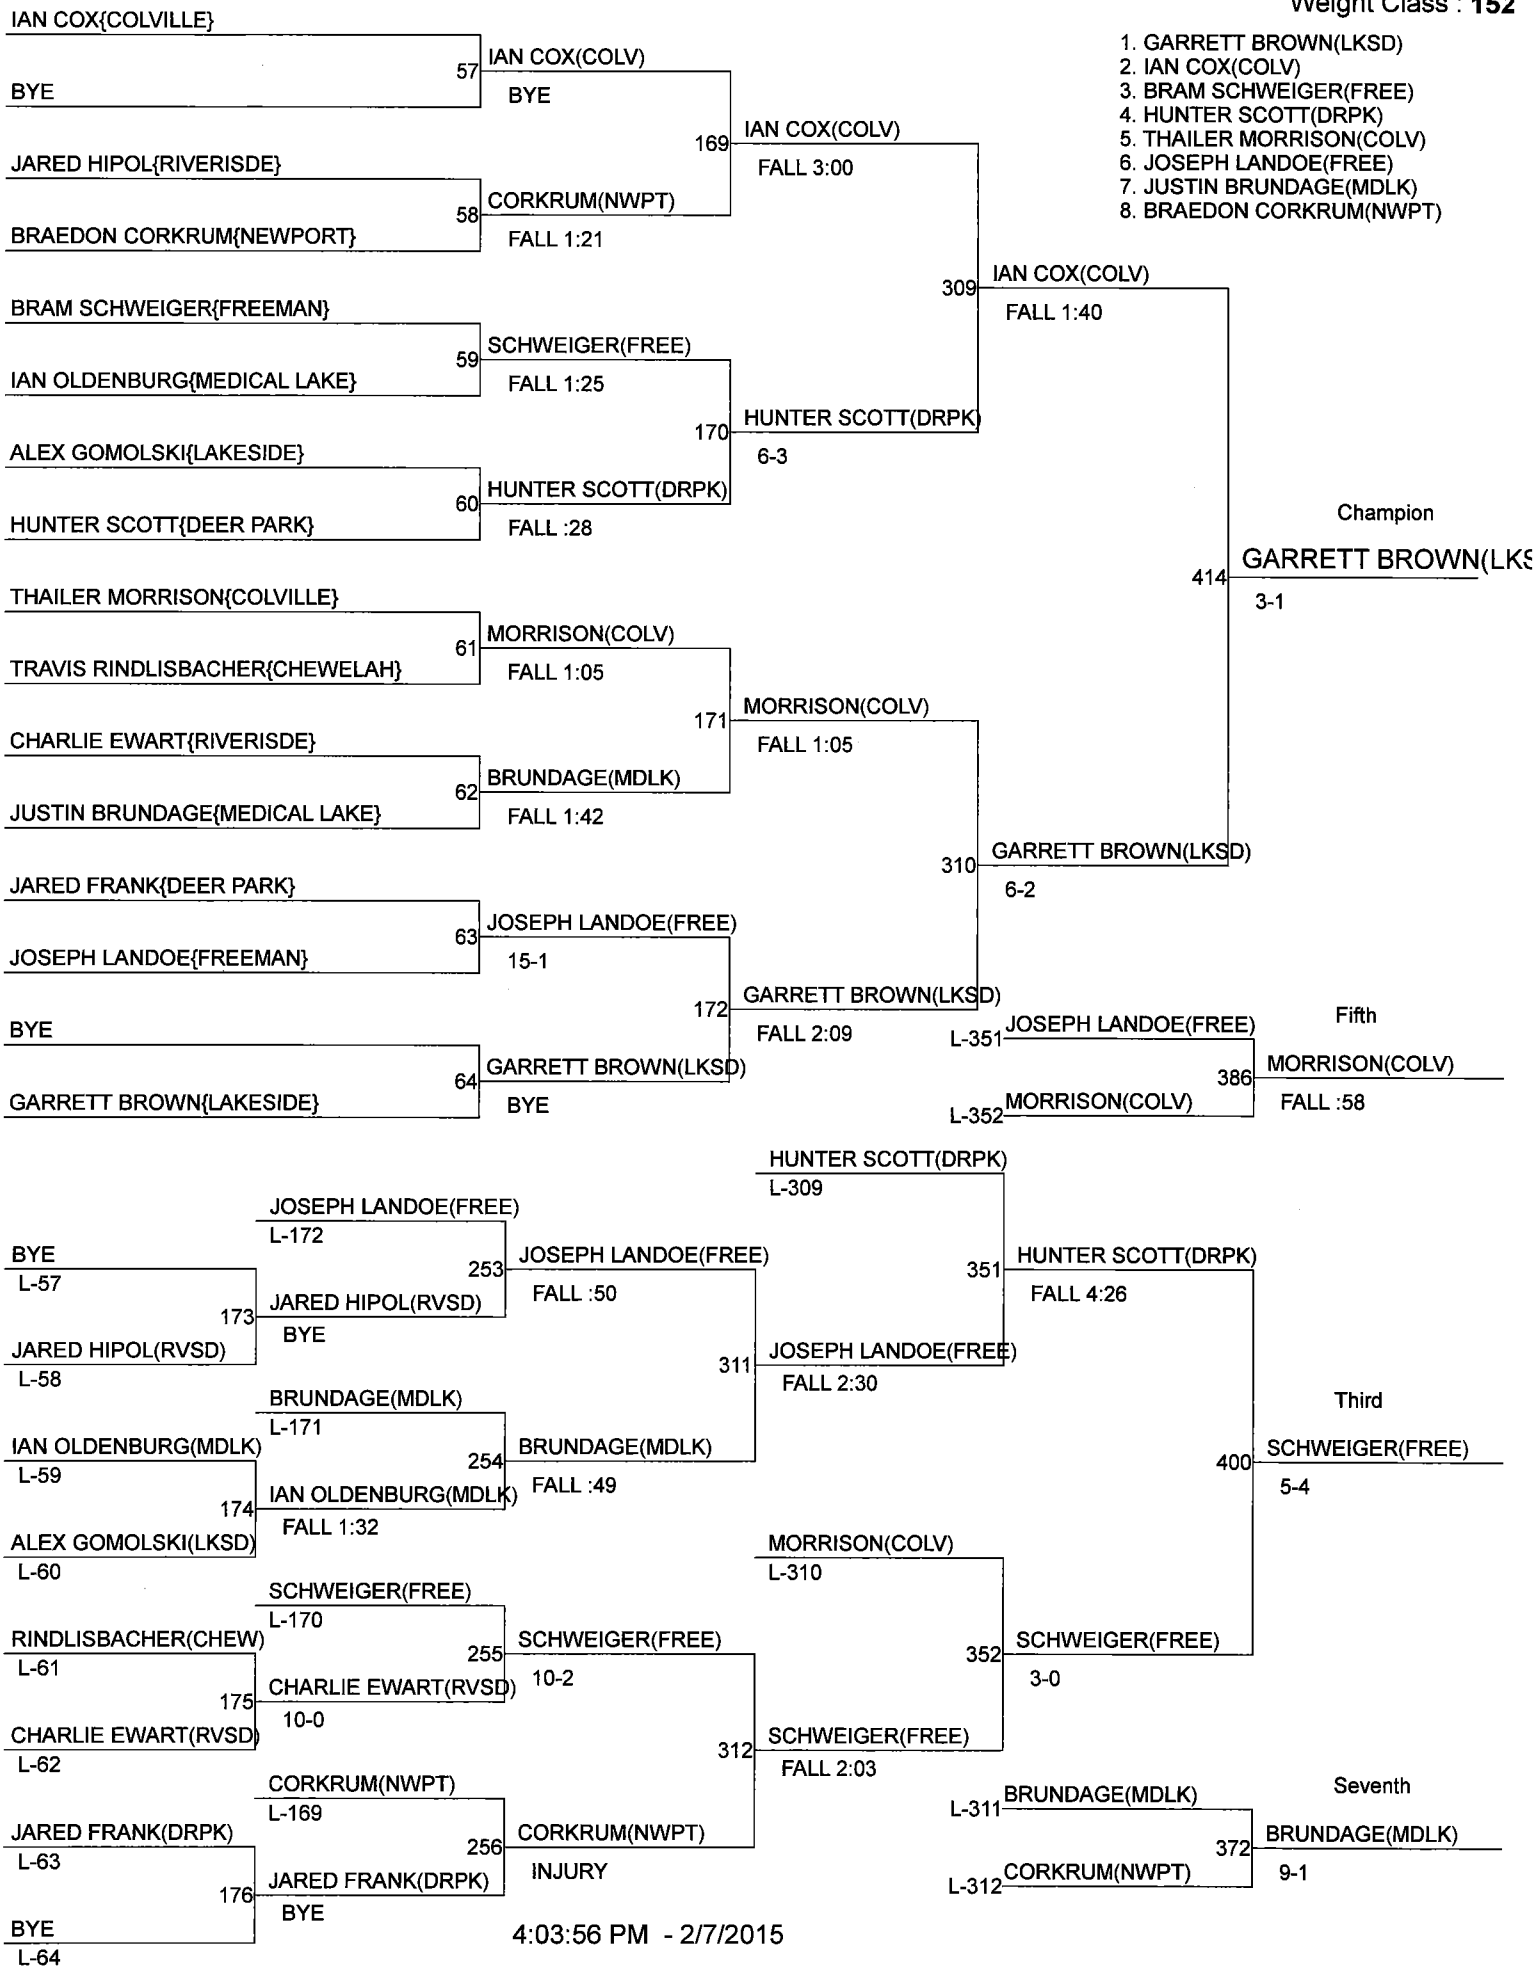 Weight Class : 152
1. GARRETT BROWN(LKSD)
2. IAN COX(COLV)
3. BRAM SCHWEIGER(FREE)
4. HUNTER SCOTT(DRPK)
5. THAILER MORRISON(COLV)
6. JOSEPH LANDOE(FREE)
7. JUSTIN BRUNDAGE(MDLK)
8. BRAEDON CORKRUM(NWPT)
IAN COX{COLVILLE}
57
IAN COX(COLV)
BYE
BYE
169
IAN COX(COLV)
FALL 3:00
JARED HIPOL{RIVERISDE}
58
CORKRUM(NWPT)
FALL 1:21
BRAEDON CORKRUM{NEWPORT}
309
IAN COX(COLV)
FALL 1:40
BRAM SCHWEIGER{FREEMAN}
59
SCHWEIGER(FREE)
FALL 1:25
IAN OLDENBURG{MEDICAL LAKE}
170
HUNTER SCOTT(DRPK)
6-3
ALEX GOMOLSKI{LAKESIDE}
60
HUNTER SCOTT(DRPK)
FALL :28
HUNTER SCOTT{DEER PARK}
Champion
414
GARRETT BROWN(LKS
3-1
THAILER MORRISON{COLVILLE}
61
MORRISON(COLV)
FALL 1:05
TRAVIS RINDLISBACHER{CHEWELAH}
171
MORRISON(COLV)
FALL 1:05
CHARLIE EWART{RIVERISDE}
62
BRUNDAGE(MDLK)
FALL 1:42
JUSTIN BRUNDAGE{MEDICAL LAKE}
310
GARRETT BROWN(LKSD)
6-2
JARED FRANK{DEER PARK}
63
JOSEPH LANDOE(FREE)
15-1
JOSEPH LANDOE{FREEMAN}
172
GARRETT BROWN(LKSD)
FALL 2:09
BYE
64
GARRETT BROWN(LKSD)
BYE
GARRETT BROWN{LAKESIDE}
Fifth
L-351
JOSEPH LANDOE(FREE)
386
MORRISON(COLV)
FALL :58
L-352
MORRISON(COLV)
HUNTER SCOTT(DRPK)
L-309
JOSEPH LANDOE(FREE)
L-172
BYE
L-57
253
JOSEPH LANDOE(FREE)
FALL :50
351
HUNTER SCOTT(DRPK)
FALL 4:26
173
JARED HIPOL(RVSD)
BYE
JARED HIPOL(RVSD)
L-58
311
JOSEPH LANDOE(FREE)
FALL 2:30
BRUNDAGE(MDLK)
L-171
Third
IAN OLDENBURG(MDLK)
L-59
254
BRUNDAGE(MDLK)
FALL :49
400
SCHWEIGER(FREE)
5-4
174
IAN OLDENBURG(MDLK)
FALL 1:32
ALEX GOMOLSKI(LKSD)
L-60
MORRISON(COLV)
L-310
SCHWEIGER(FREE)
L-170
RINDLISBACHER(CHEW)
L-61
255
SCHWEIGER(FREE)
10-2
352
SCHWEIGER(FREE)
3-0
175
CHARLIE EWART(RVSD)
10-0
CHARLIE EWART(RVSD)
L-62
312
SCHWEIGER(FREE)
FALL 2:03
CORKRUM(NWPT)
L-169
Seventh
L-311
BRUNDAGE(MDLK)
JARED FRANK(DRPK)
L-63
256
CORKRUM(NWPT)
INJURY
372
BRUNDAGE(MDLK)
9-1
176
JARED FRANK(DRPK)
BYE
L-312
CORKRUM(NWPT)
BYE
L-64
4:03:56 PM - 2/7/2015